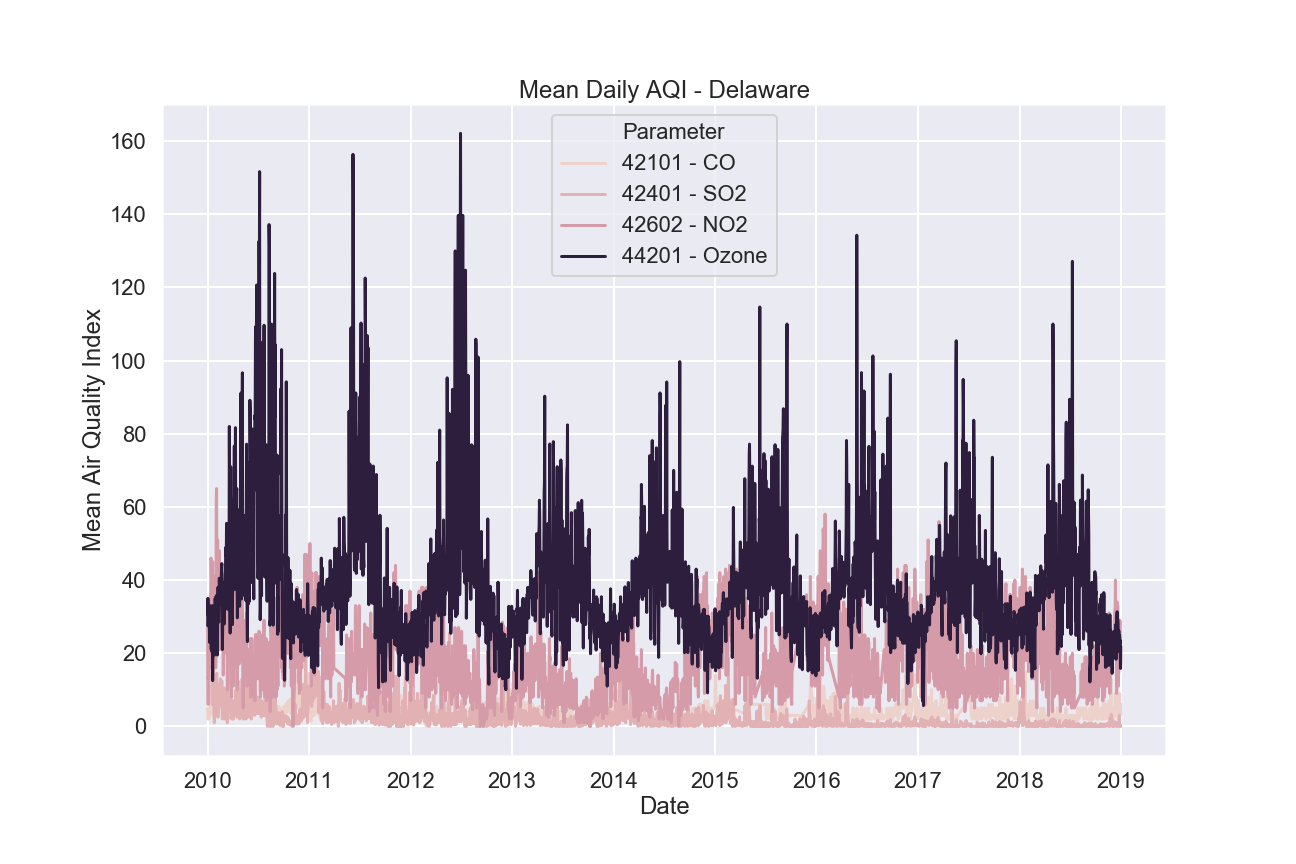 Mean Daily AQI - Delaware
Parameter
42101 - CO
42401 - SO2
42602 - NO2
44201 - Ozone
Mean Air Quality Index
160
140
120
100
80
60
40
20
0
2010 2011 2012 2013 2014 2015 2016 2017 2018 2019
Date